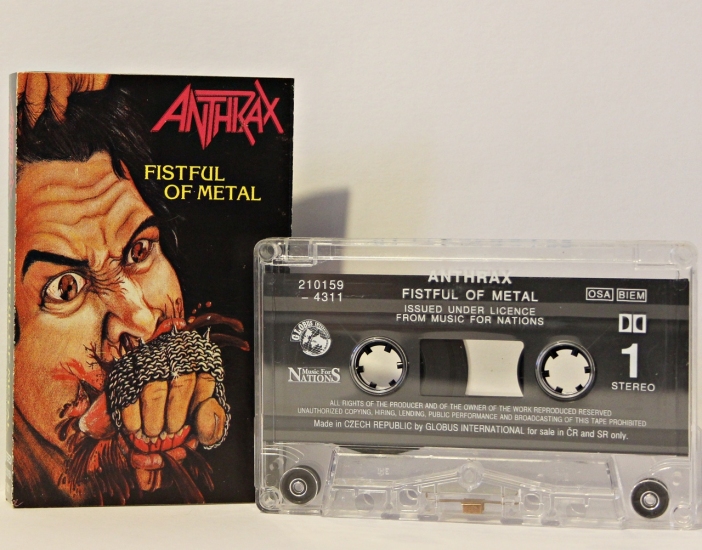 ANTHRAX
FISTFUL
OF METAL
ANTHRAX
210159
- 4311
FISTFUL OF METAL
ISSUED UNDER LICENCE
FROM MUSIC FOR NATIONS
OSA BIEM
GLOBUS INTERNATIONAL
Music For
NATIONS
1
STEREO
ALL RIGHTS OF THE PRODUCER AND OF THE OWNER OF THE WORK REPRODUCED RESERVED
UNAUTHORIZED COPYING, HIRING, LENDING, PUBLIC PERFORMANCE AND BROADCASTING OF THIS TAPE PROHIBITED
Made in CZECH REPUBLIC by GLOBUS INTERNATIONAL for sale in ČR and SR only.